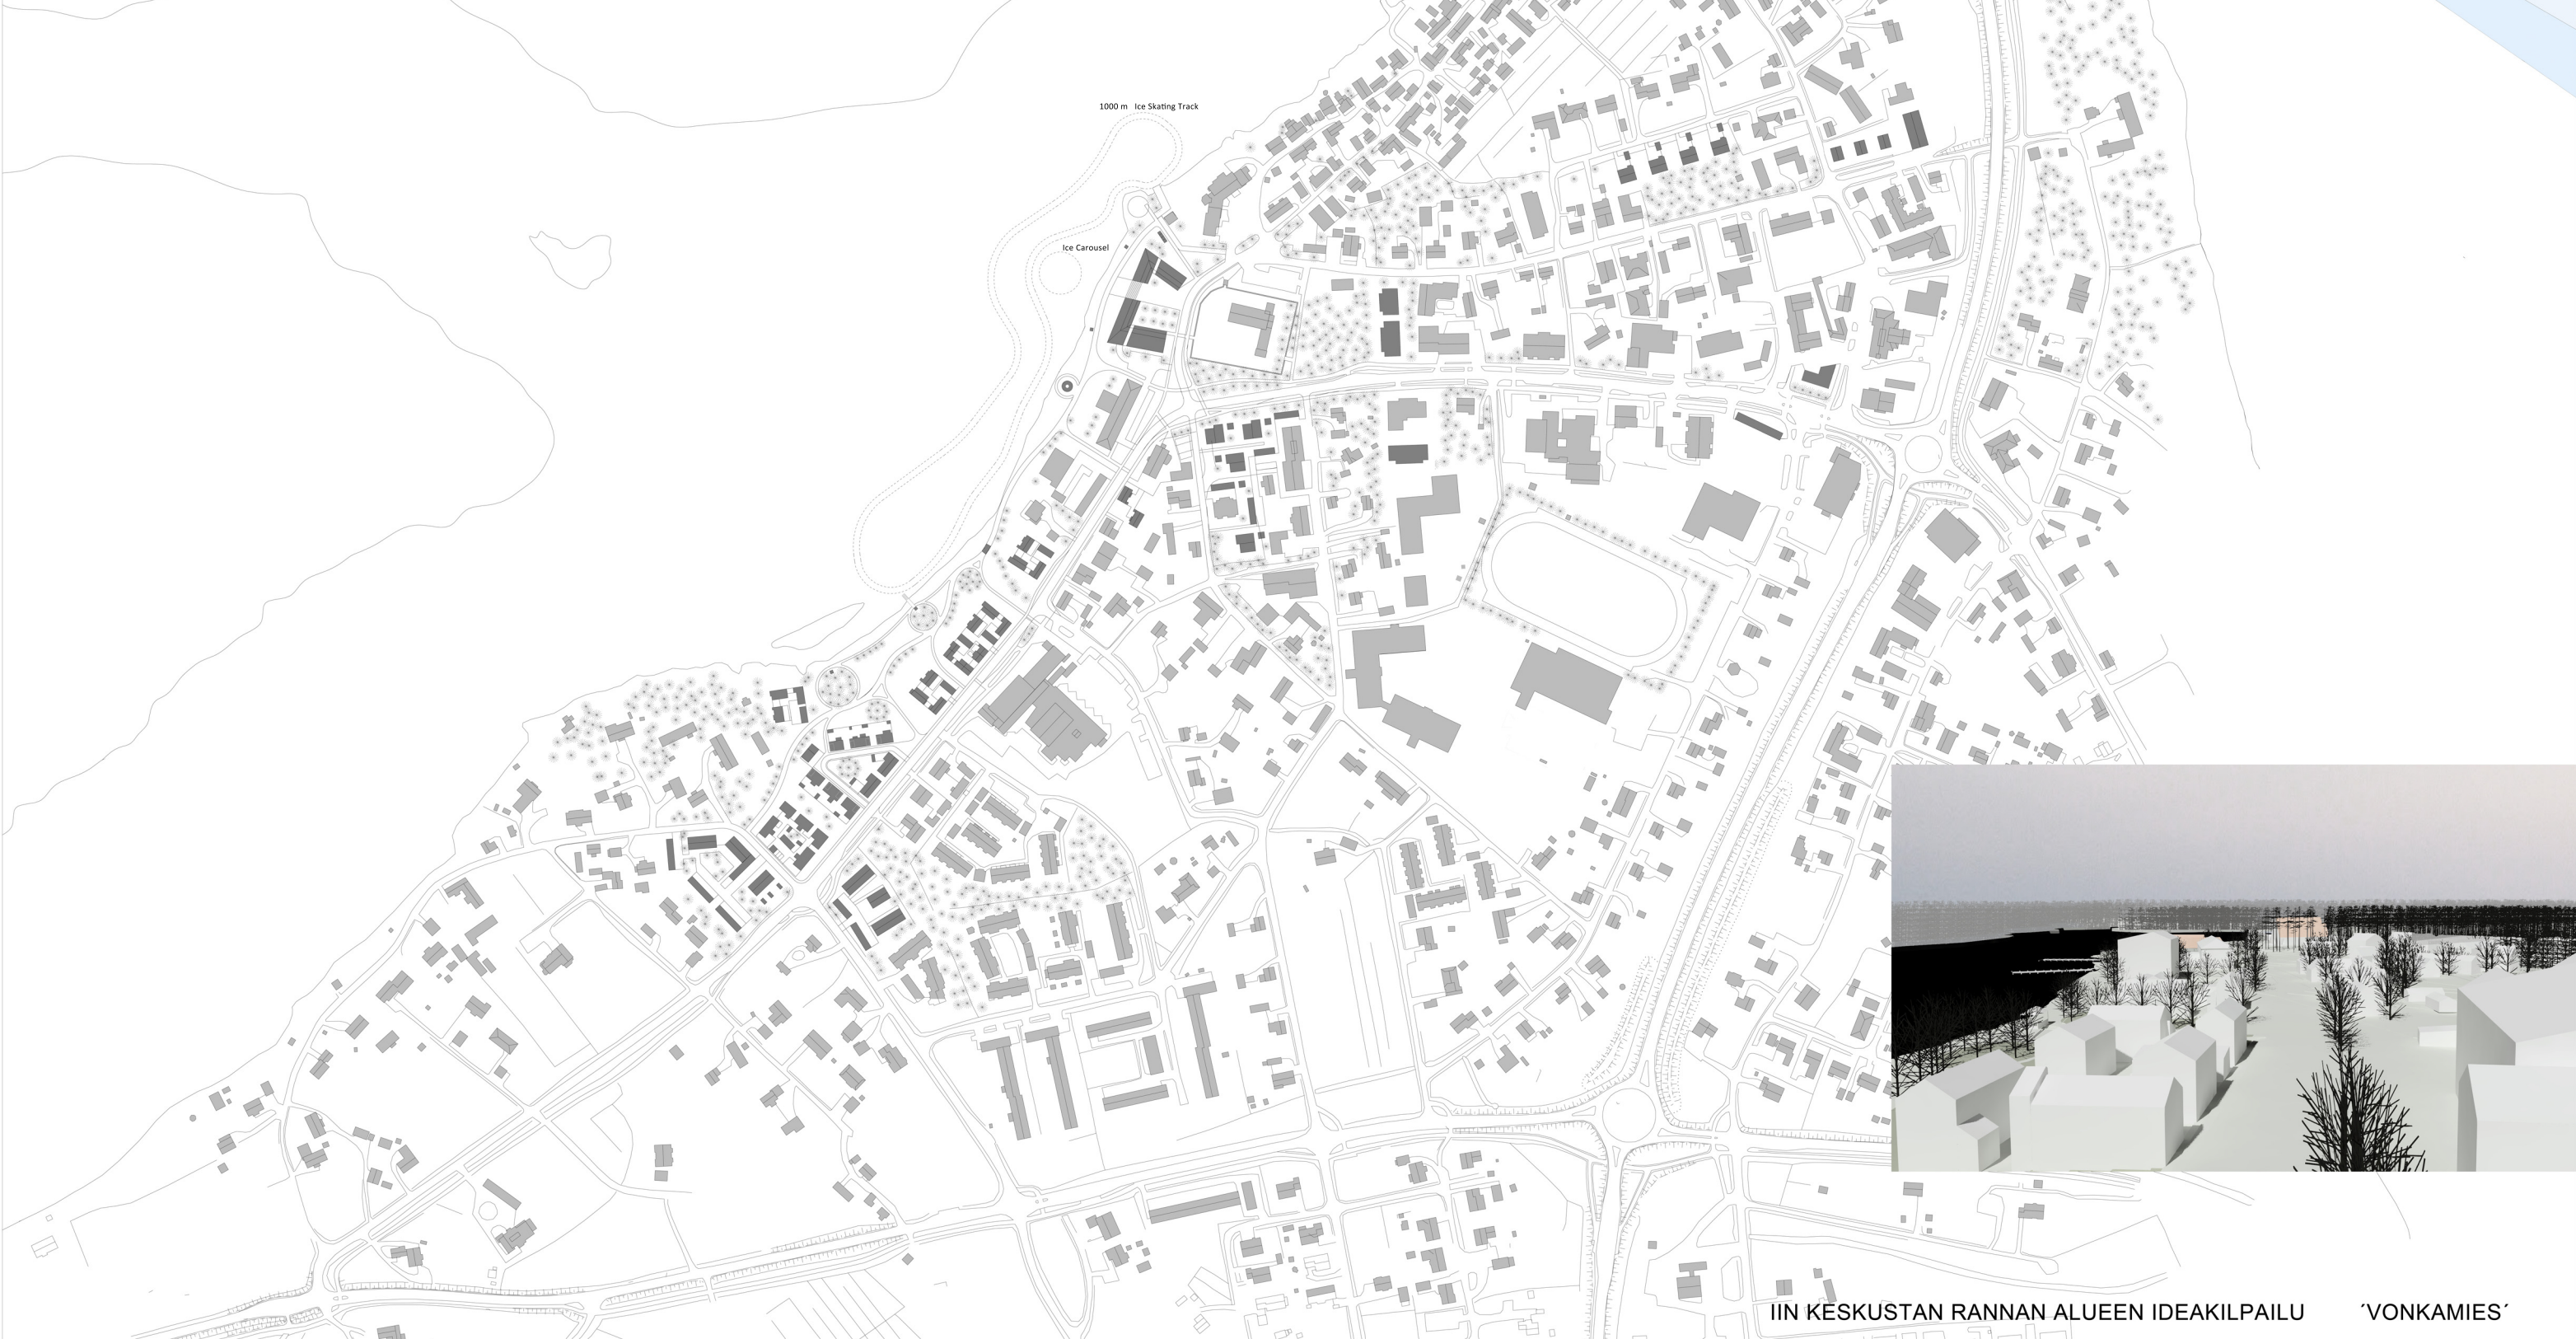 1000 m Ice Skating Track
Ice Carousel
IIN KESKUSTAN RANNAN ALUEEN IDEAKILPAILU ´VONKAMIES´